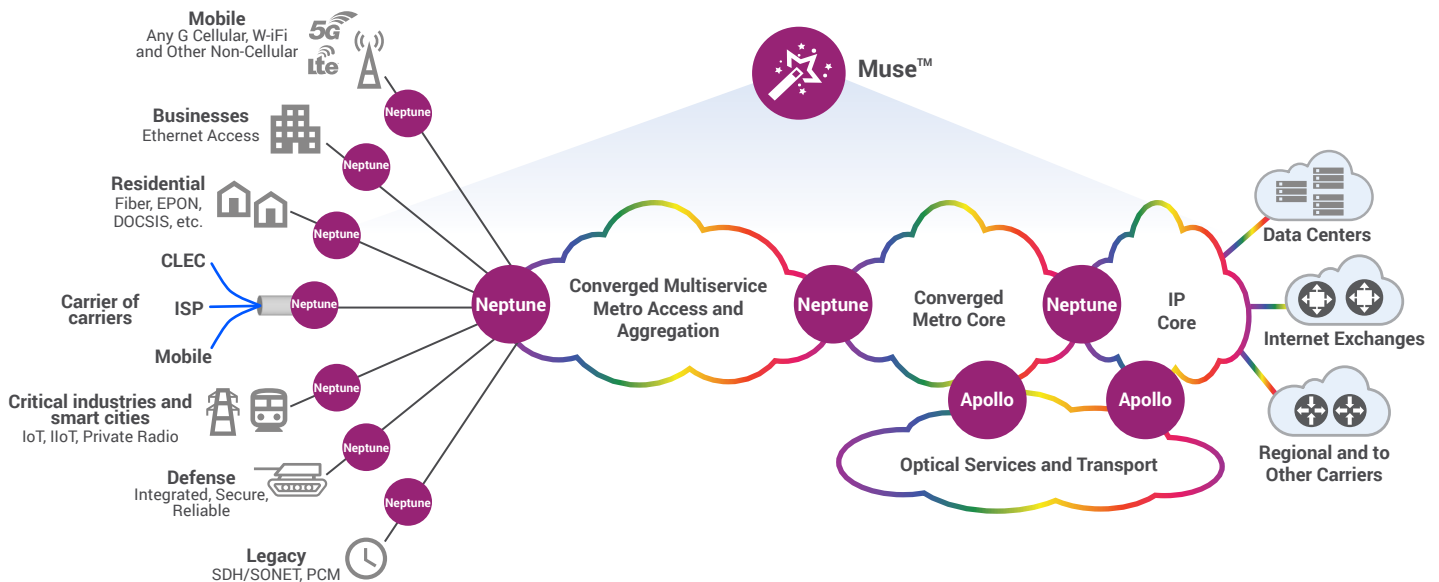 Mobile
Any G Cellular, W-iFi
and Other Non-Cellular
5G
lte
Neptune
Businesses
Ethernet Access
Neptune
Residential
Fiber, EPON,
DOCSIS, etc.
Neptune
CLEC
Carrier of
carriers
ISP
Mobile
Neptune
Critical industries and
smart cities
IoT, IIoT, Private Radio
Neptune
Defense
Integrated, Secure,
Reliable
Neptune
Legacy
SDH/SONET, PCM
Neptune
Muse™
Neptune
Converged Multiservice
Metro Access and
Aggregation
Neptune
Converged
Metro Core
Neptune
IP
Core
Apollo
Apollo
Optical Services and Transport
Data Centers
Internet Exchanges
Regional and to
Other Carriers